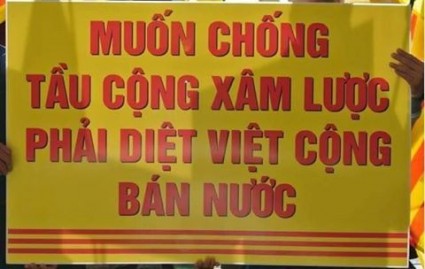 MUỐN CHỐNG
TẦU CỘNG XÂM LƯỢC
PHẢI DIỆT VIỆT CỘNG
BÁN NƯỚC